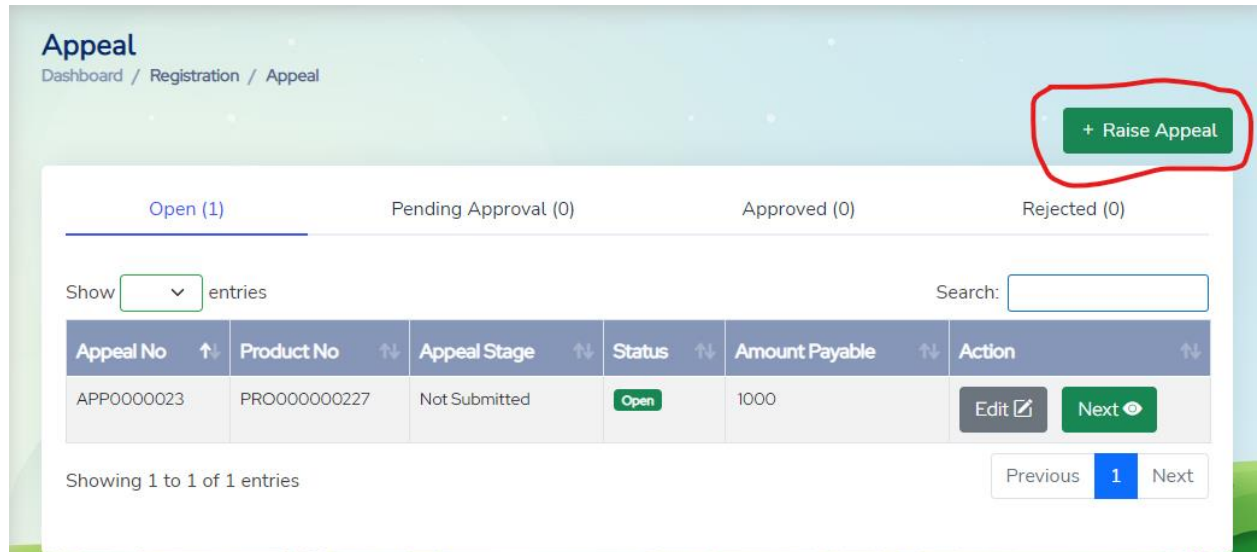 Appeal
Dashboard / Registration / Appeal
+ Raise Appeal
Open (1) Pending Approval (0) Approved (0) Rejected (0)
Show entries Search:
Appeal No Product No Appeal Stage Status Amount Payable Action
APP0000023 PRO000000227 Not Submitted Open 1000 Edit Next
Showing 1 to 1 of 1 entries Previous 1 Next